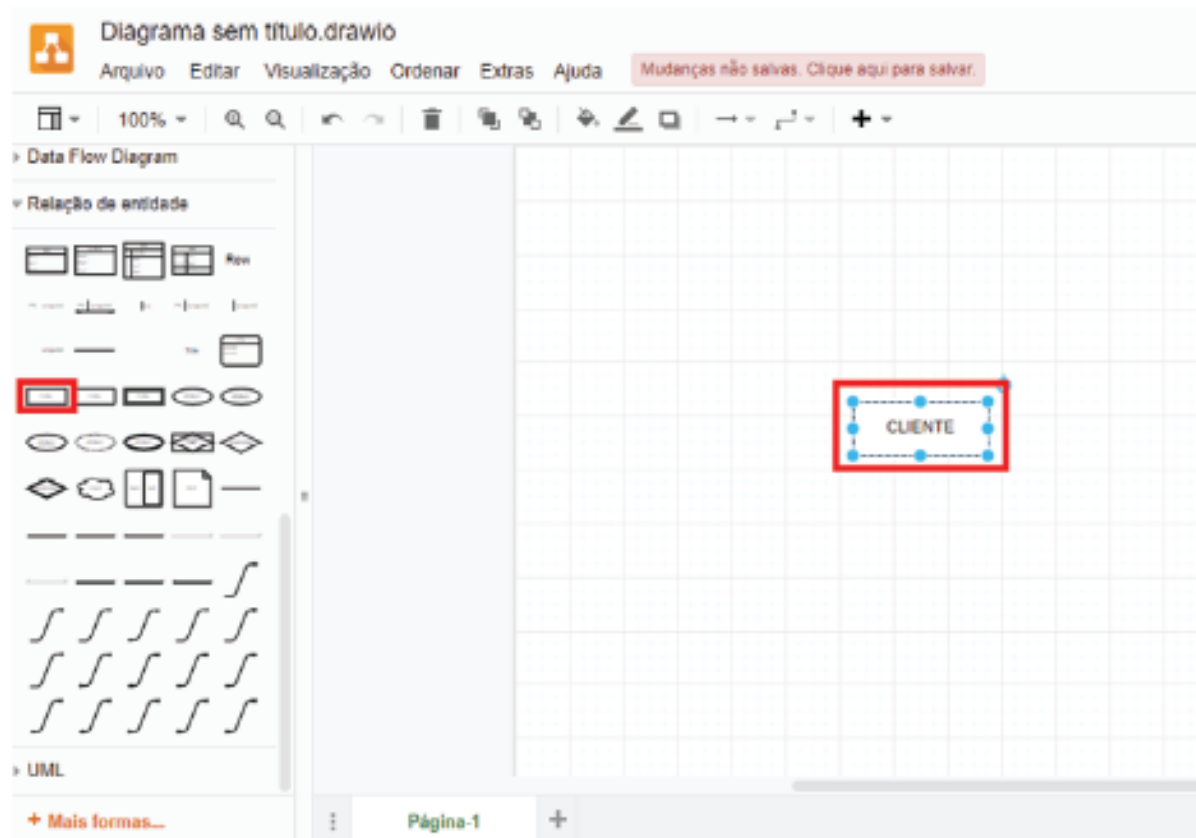 Diagrama sem título.drawio
Arquivo Editar Visualização Ordenar Extras Ajuda Mudanças não salvas. Clique aqui para salvar.
100%
Data Flow Diagram
Relação de entidade
Row
Title
CLIENTE
UML
+ Mais formas...
Página-1